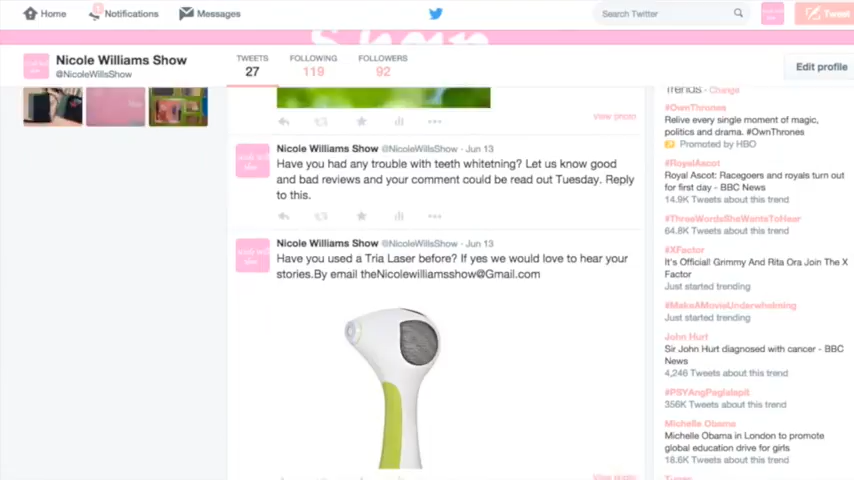 Home
1
Notifications
Messages
Search Twitter
Tweet
Show
Nicole Williams Show
@NicoleWillsShow
TWEETS
27
FOLLOWING
119
FOLLOWERS
92
Edit profile
View photo
Nicole Williams Show @NicoleWillsShow · Jun 13
Have you had any trouble with teeth whitetning? Let us know good
and bad reviews and your comment could be read out Tuesday. Reply
to this.
Nicole Williams Show @NicoleWillsShow · Jun 13
Have you used a Tria Laser before? If yes we would love to hear your
stories.By email theNicolewilliamsshow@Gmail.com
View photo
Trends · Change
#OwnThrones
Relive every single moment of magic,
politics and drama. #OwnThrones
Promoted by HBO
#RoyalAscot
Royal Ascot: Racegoers and royals turn out
for first day - BBC News
14.9K Tweets about this trend
#ThreeWordsSheWantsToHear
64.8K Tweets about this trend
#XFactor
It's Official! Grimmy And Rita Ora Join The X
Factor
Just started trending
#MakeAMovieUnderwhelming
Just started trending
John Hurt
Sir John Hurt diagnosed with cancer - BBC
News
4,246 Tweets about this trend
#PSYAngPaglalapit
356K Tweets about this trend
Michelle Obama
Michelle Obama in London to promote
global education drive for girls
18.6K Tweets about this trend